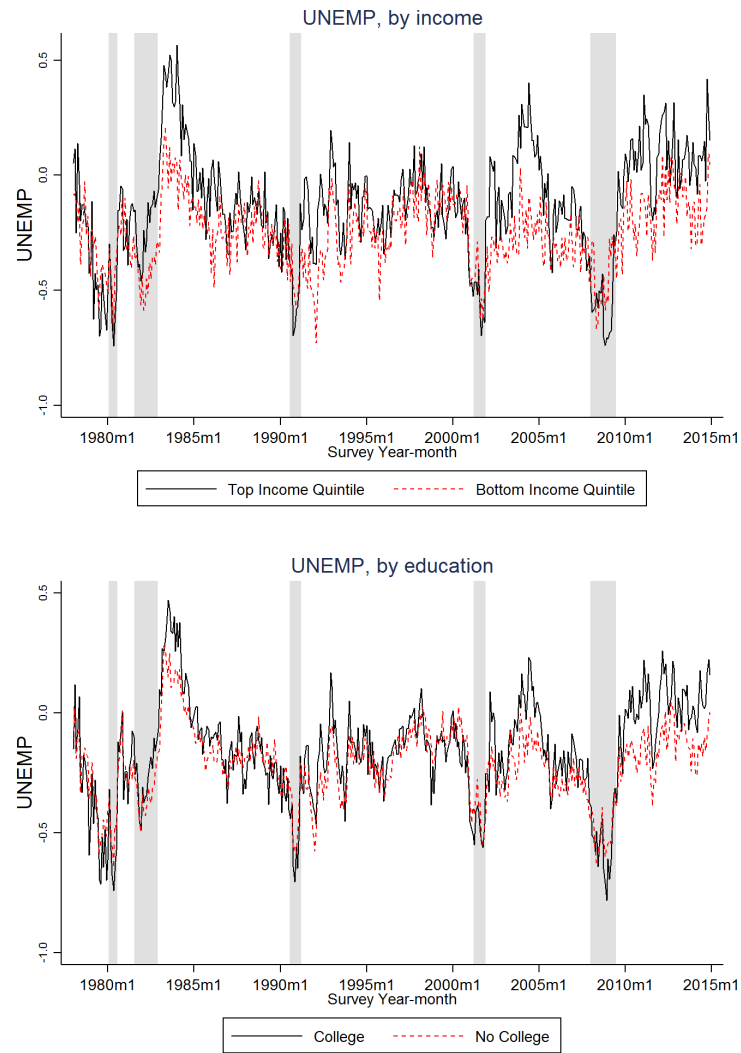 UNEMP, by income
UNEMP
0.5
0.0
-0.5
-1.0
1980m1 1985m1 1990m1 1995m1 2000m1 2005m1 2010m1 2015m1
Survey Year-month
Top Income Quintile Bottom Income Quintile
UNEMP, by education
UNEMP
0.5
0.0
-0.5
-1.0
1980m1 1985m1 1990m1 1995m1 2000m1 2005m1 2010m1 2015m1
Survey Year-month
College No College